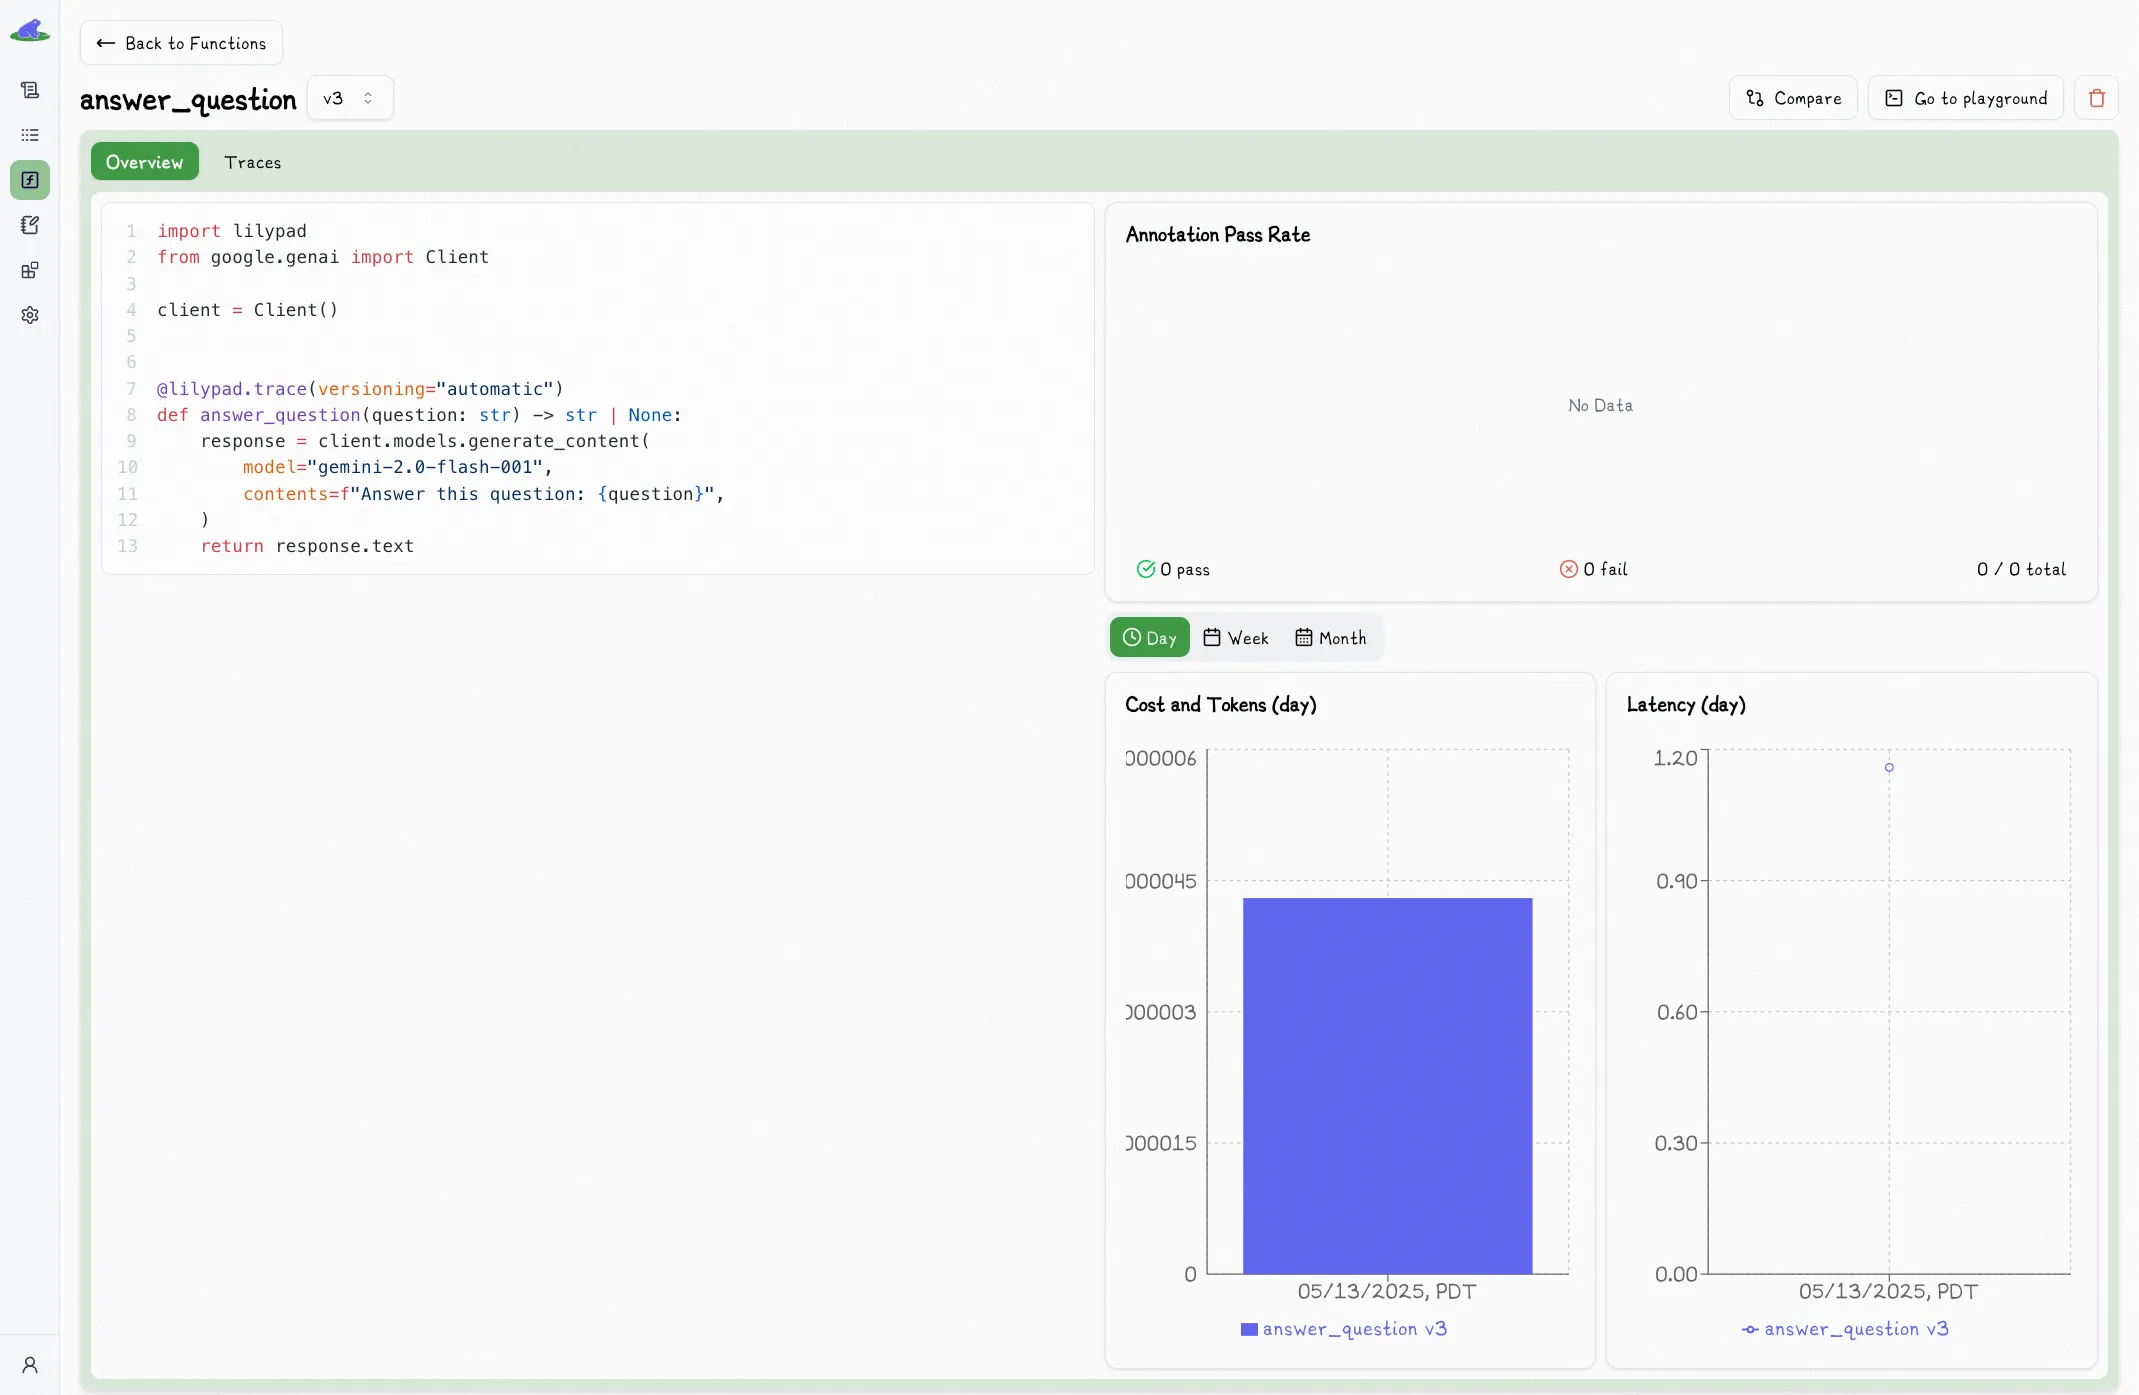 ← Back to Functions
answer_question v3
Compare Go to playground
Overview Traces
1 import lilypad
2 from google.genai import Client
3
4 client = Client()
5
6
7 @lilypad.trace(versioning="automatic")
8 def answer_question(question: str) -> str | None:
9     response = client.models.generate_content(
10         model="gemini-2.0-flash-001",
11         contents=f"Answer this question: {question}",
12     )
13     return response.text
Annotation Pass Rate
No Data
0 pass 0 fail 0 / 0 total
Day Week Month
Cost and Tokens (day)
000006
000045
000003
000015
0
05/13/2025, PDT
answer_question v3
Latency (day)
1.20
0.90
0.60
0.30
0.00
05/13/2025, PDT
answer_question v3